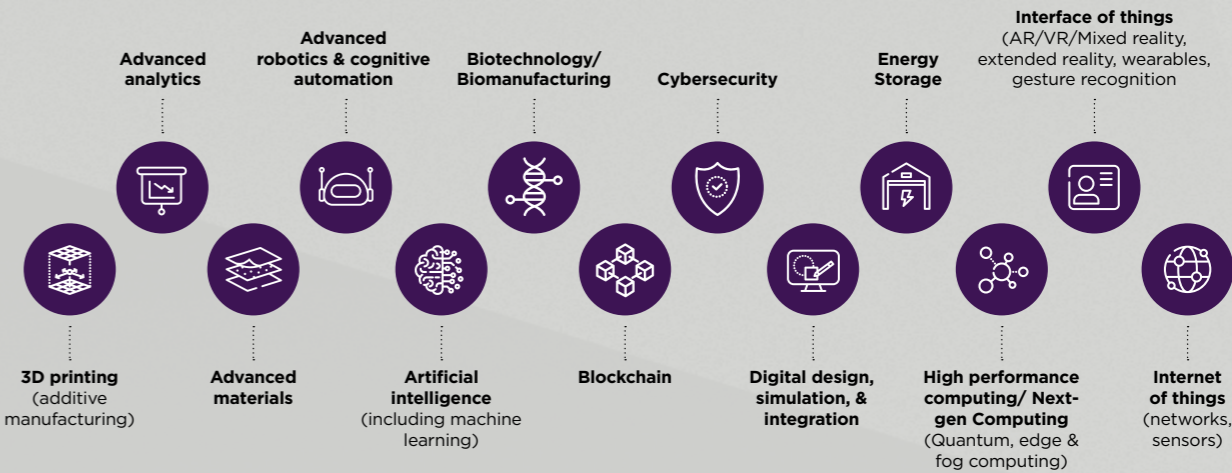 Advanced
analytics
Advanced
robotics & cognitive
automation
Biotechnology/
Biomanufacturing
Cybersecurity
Energy
Storage
Interface of things
(AR/VR/Mixed reality,
extended reality, wearables,
gesture recognition
3D printing
(additive
manufacturing)
Advanced
materials
Artificial
intelligence
(including machine
learning)
Blockchain
Digital design,
simulation, &
integration
High performance
computing/ Next-
gen Computing
(Quantum, edge &
fog computing)
Internet
of things
(networks,
sensors)